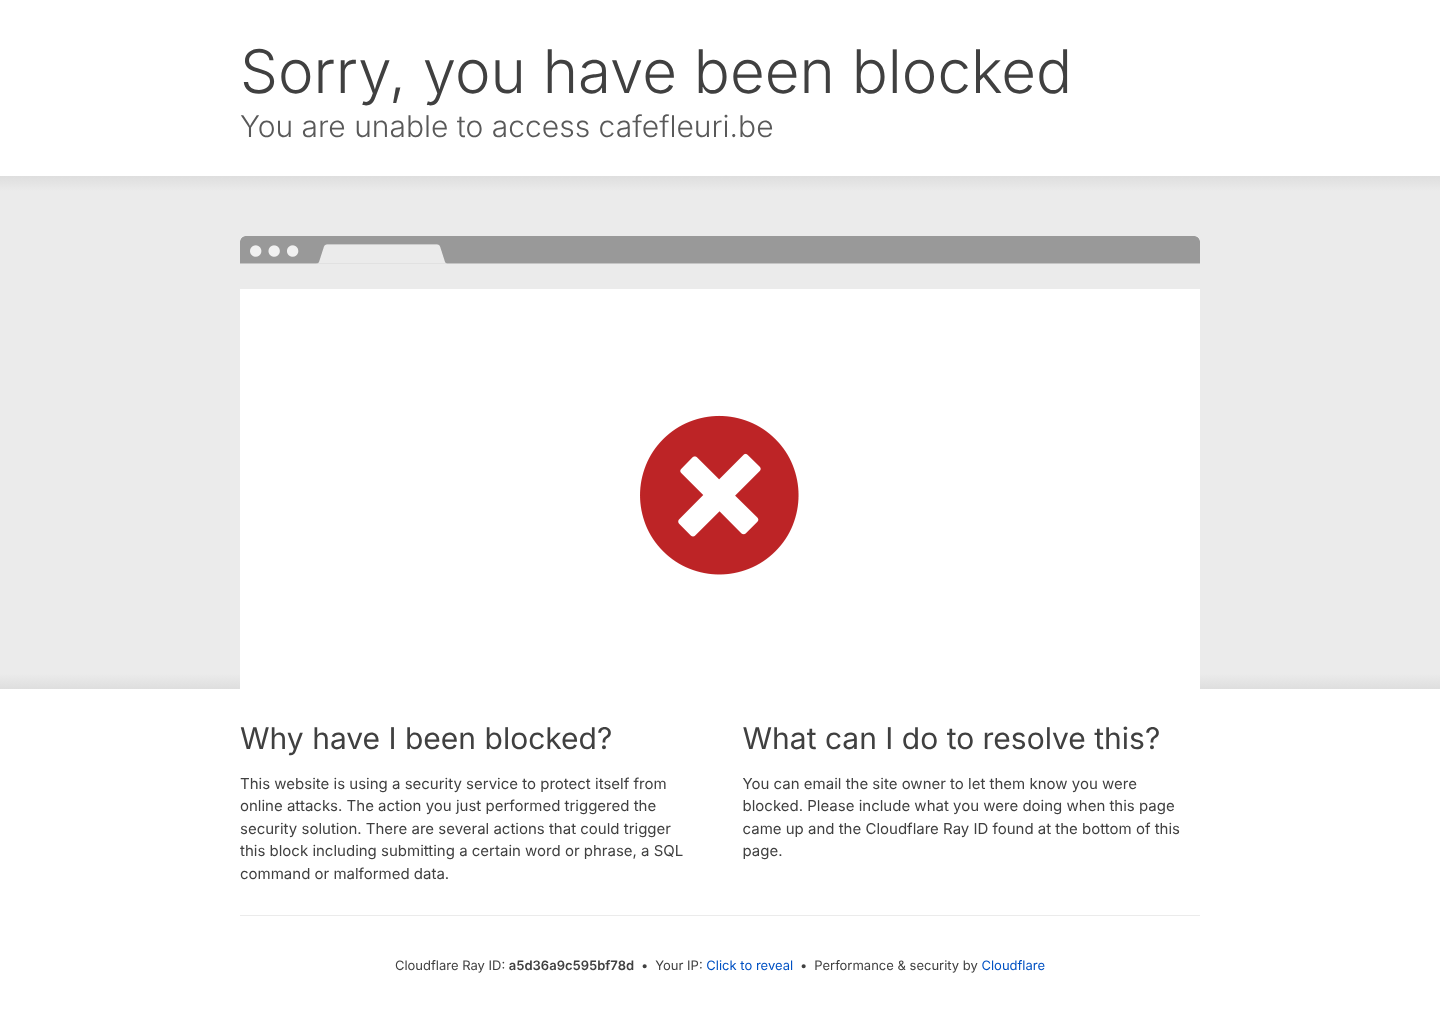 Sorry, you have been blocked
You are unable to access cafefleuri.be
Why have I been blocked?
This website is using a security service to protect itself from
online attacks. The action you just performed triggered the
security solution. There are several actions that could trigger
this block including submitting a certain word or phrase, a SQL
command or malformed data.
What can I do to resolve this?
You can email the site owner to let them know you were
blocked. Please include what you were doing when this page
came up and the Cloudflare Ray ID found at the bottom of this
page.
Cloudflare Ray ID: a5d36a9c595bf78d • Your IP: Click to reveal • Performance & security by Cloudflare